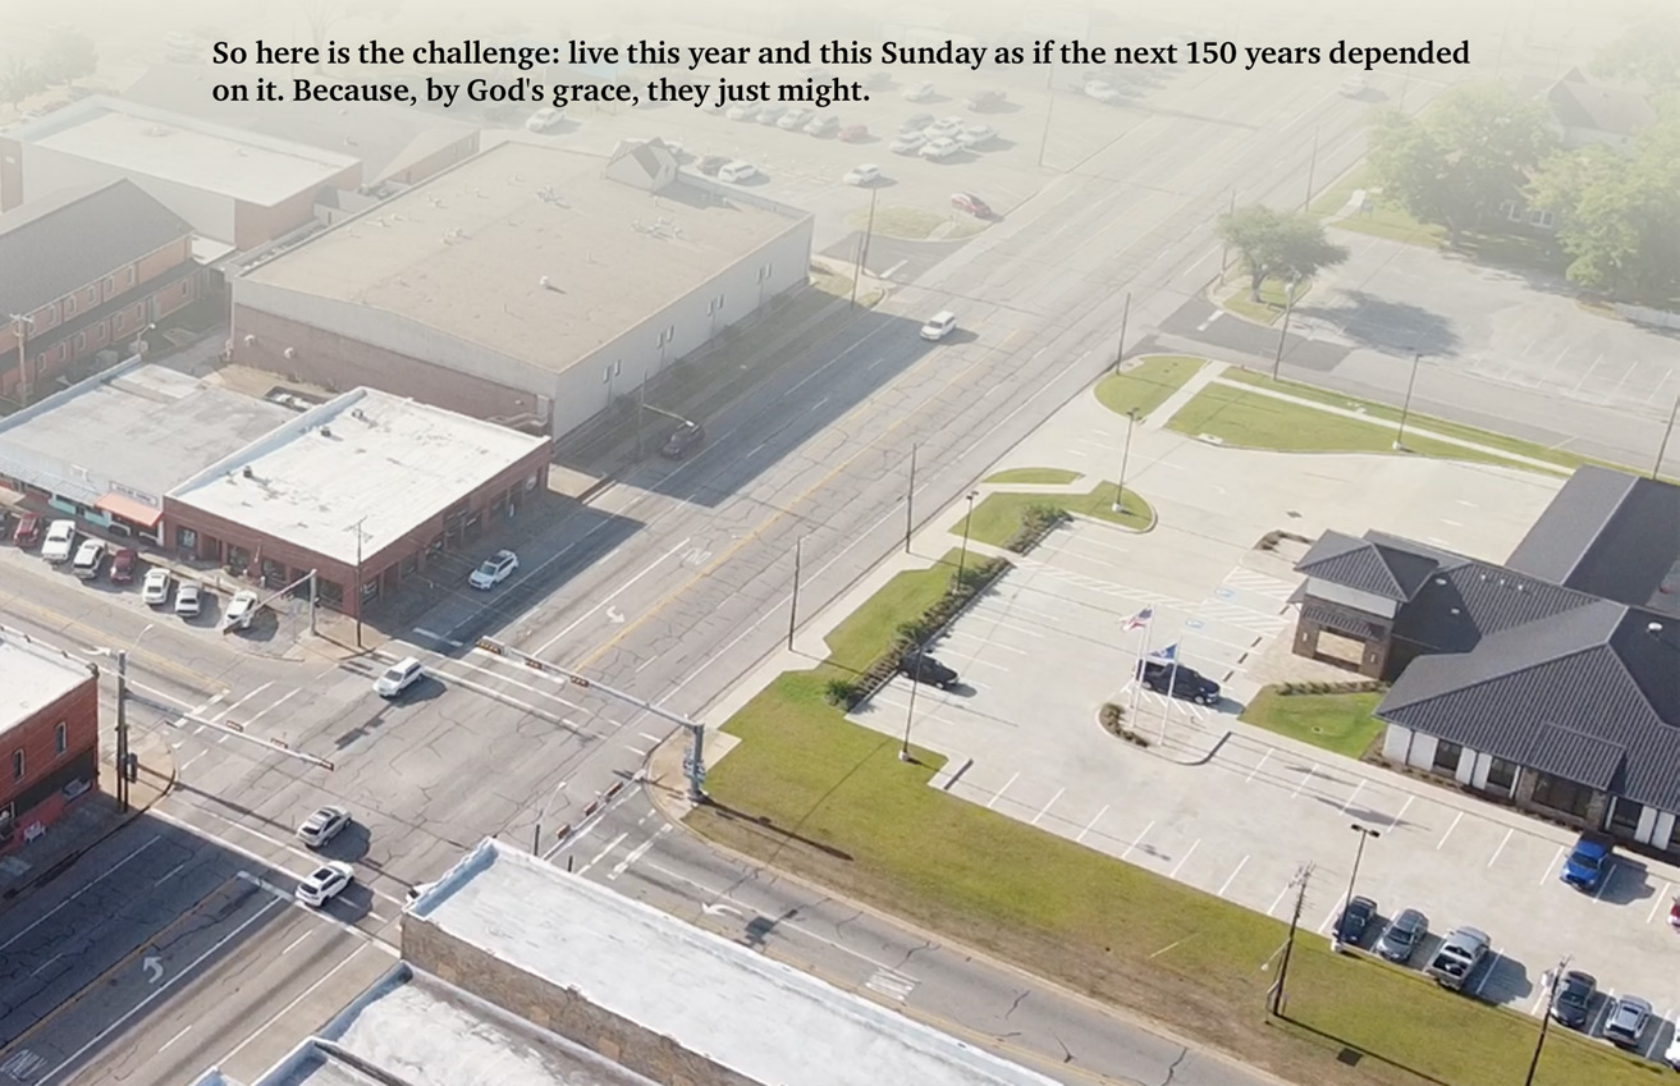 So here is the challenge: live this year and this Sunday as if the next 150 years depended
on it. Because, by God's grace, they just might.